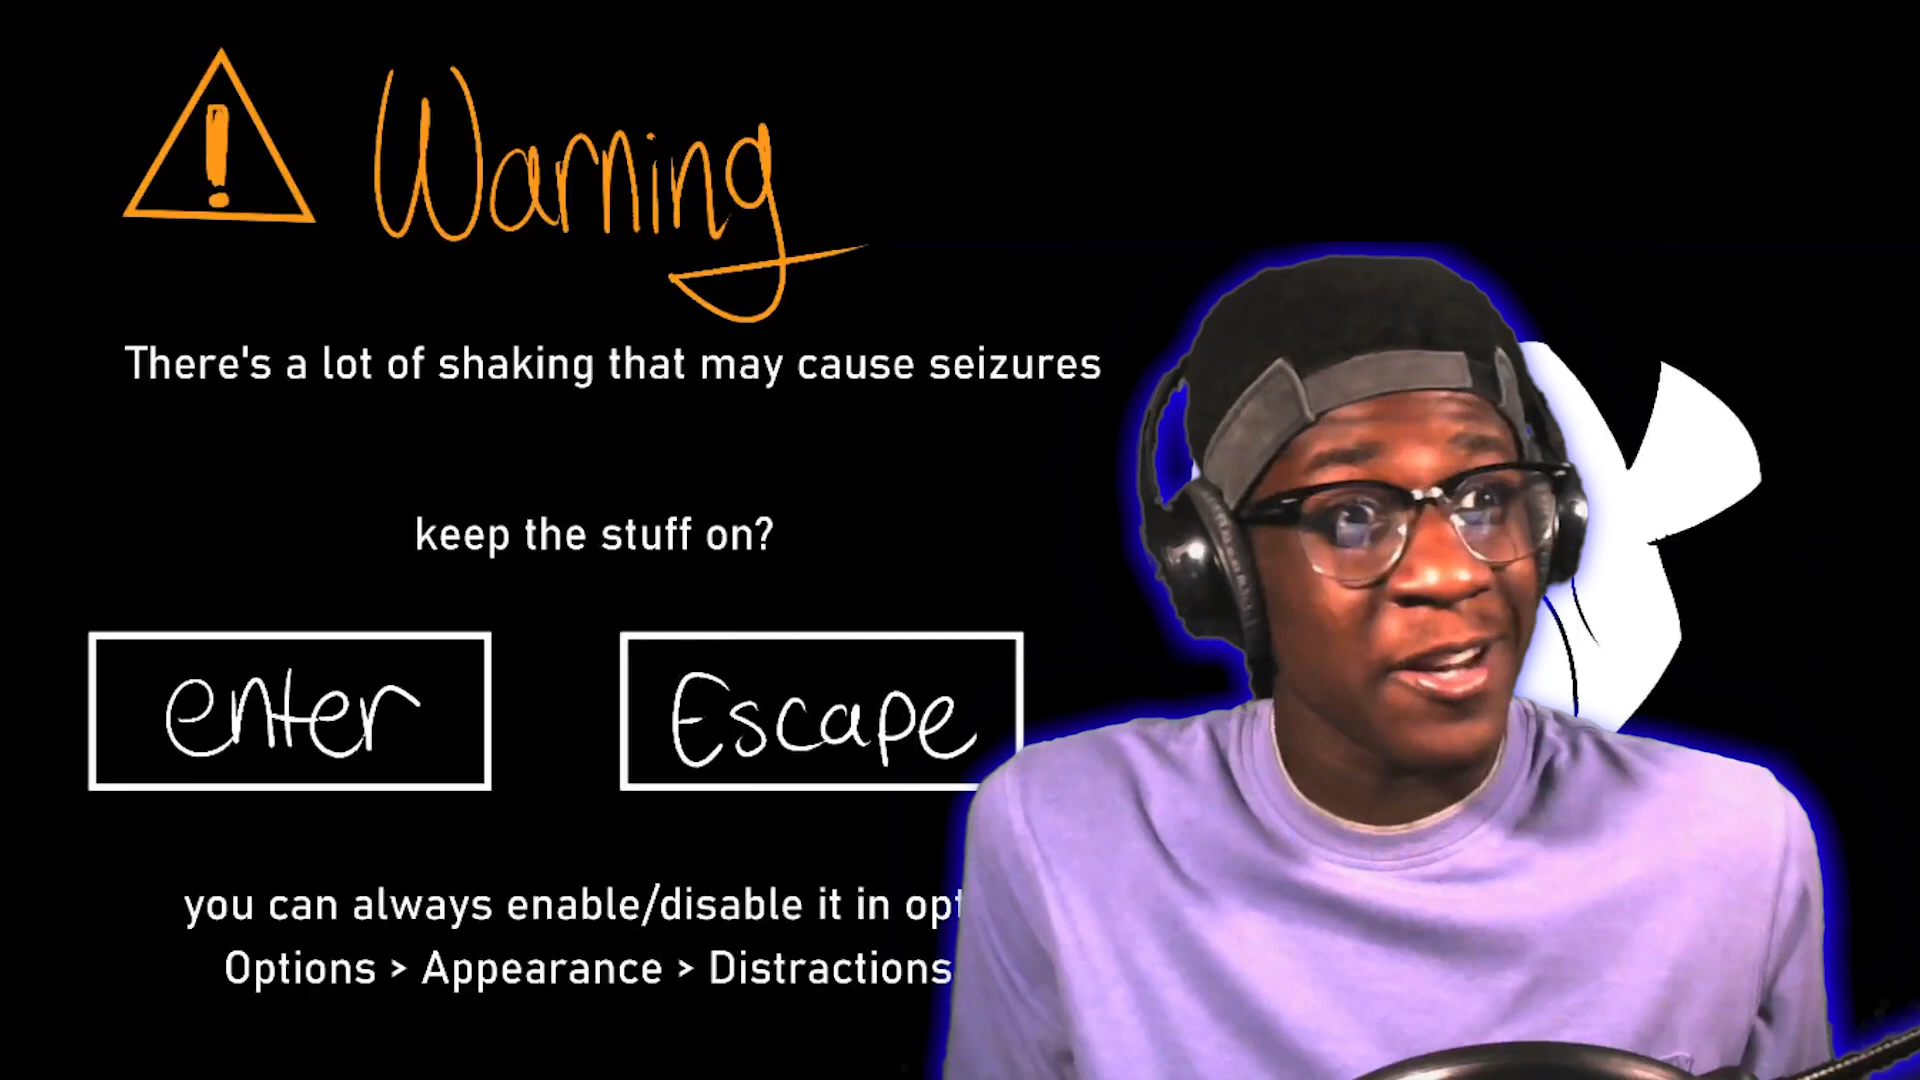 Warning
There's a lot of shaking that may cause seizures
keep the stuff on?
enter
Escape
you can always enable/disable it in
Options > Appearance > Distractions